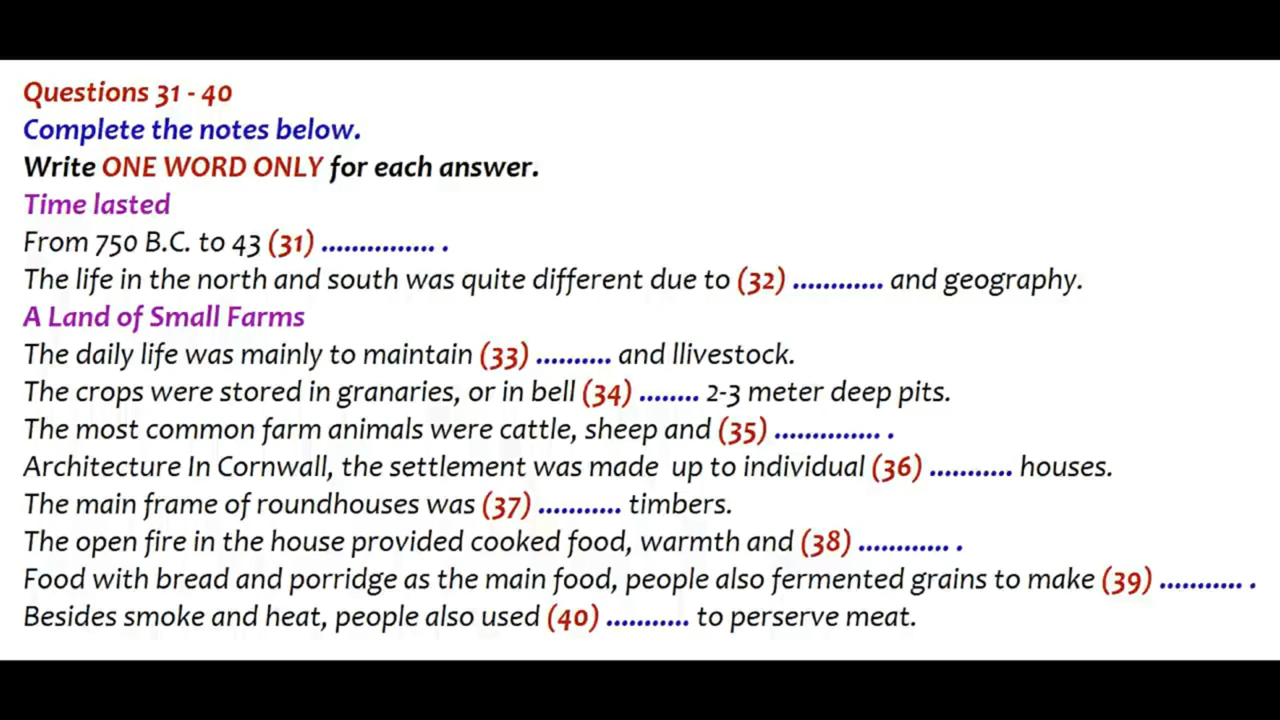 Questions 31 - 40
Complete the notes below.
Write ONE WORD ONLY for each answer.
Time lasted
From 750 B.C. to 43 (31) ............... .
The life in the north and south was quite different due to (32) ............ and geography.
A Land of Small Farms
The daily life was mainly to maintain (33) .......... and llivestock.
The crops were stored in granaries, or in bell (34) ........ 2-3 meter deep pits.
The most common farm animals were cattle, sheep and (35) .............. .
Architecture In Cornwall, the settlement was made up to individual (36) ........... houses.
The main frame of roundhouses was (37) ........... timbers.
The open fire in the house provided cooked food, warmth and (38) ............ .
Food with bread and porridge as the main food, people also fermented grains to make (39) ........... .
Besides smoke and heat, people also used (40) ........... to perserve meat.